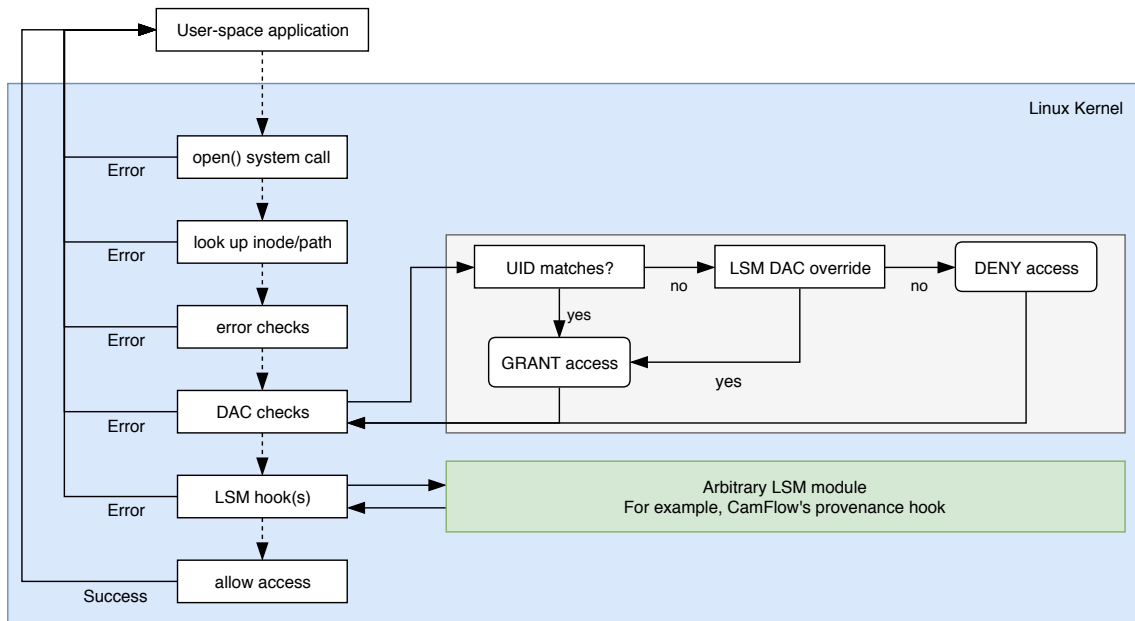 User-space application
Linux Kernel
open() system call
Error
look up inode/path
Error
UID matches?
no
LSM DAC override
no
DENY access
yes
error checks
Error
GRANT access
yes
DAC checks
Error
LSM hook(s)
Error
Arbitrary LSM module
For example, CamFlow's provenance hook
allow access
Success